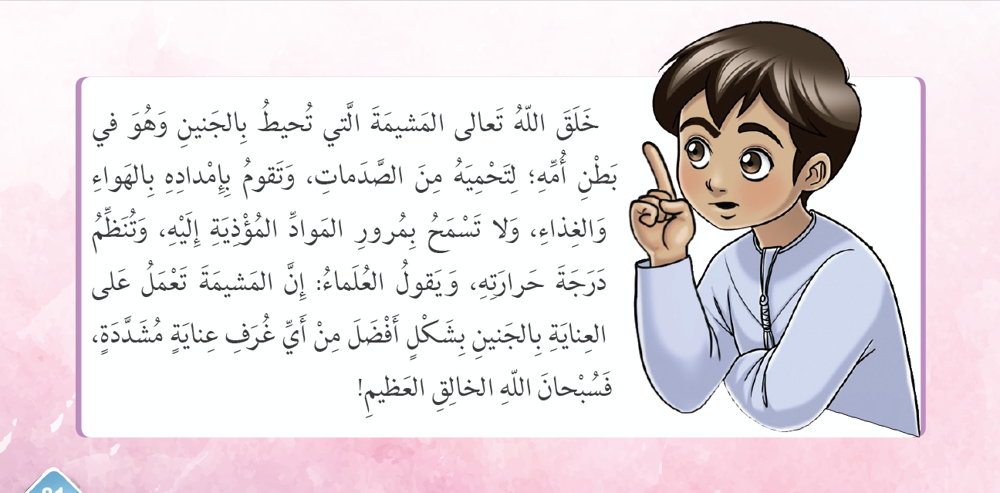 خَلَقَ اللّهُ تَعالى المَشيمَةَ الَّتي تُحيطُ بِالجَنينِ وَهُوَ في
بَطْنِ أُمِّهِ؛ لِتَحْمِيَهُ مِنَ الصَّدَماتِ، وَتَقومُ بِإِمْدادِهِ بِالهَواءِ
وَالغِذاءِ، وَلا تَسْمَحُ بِمُرورِ المَوادِّ المُؤْذِيَةِ إِلَيْهِ، وَتُنَظِّمُ
دَرَجَةَ حَرارَتِهِ، وَيَقولُ العُلَماءُ: إِنَّ المَشيمَةَ تَعْمَلُ عَلى
العِنايَةِ بِالجَنينِ بِشَكْلٍ أَفْضَلَ مِنْ أَيِّ غُرَفِ عِنايَةٍ مُشَدَّدَةٍ،
فَسُبْحانَ اللّهِ الخالِقِ العَظيمِ!